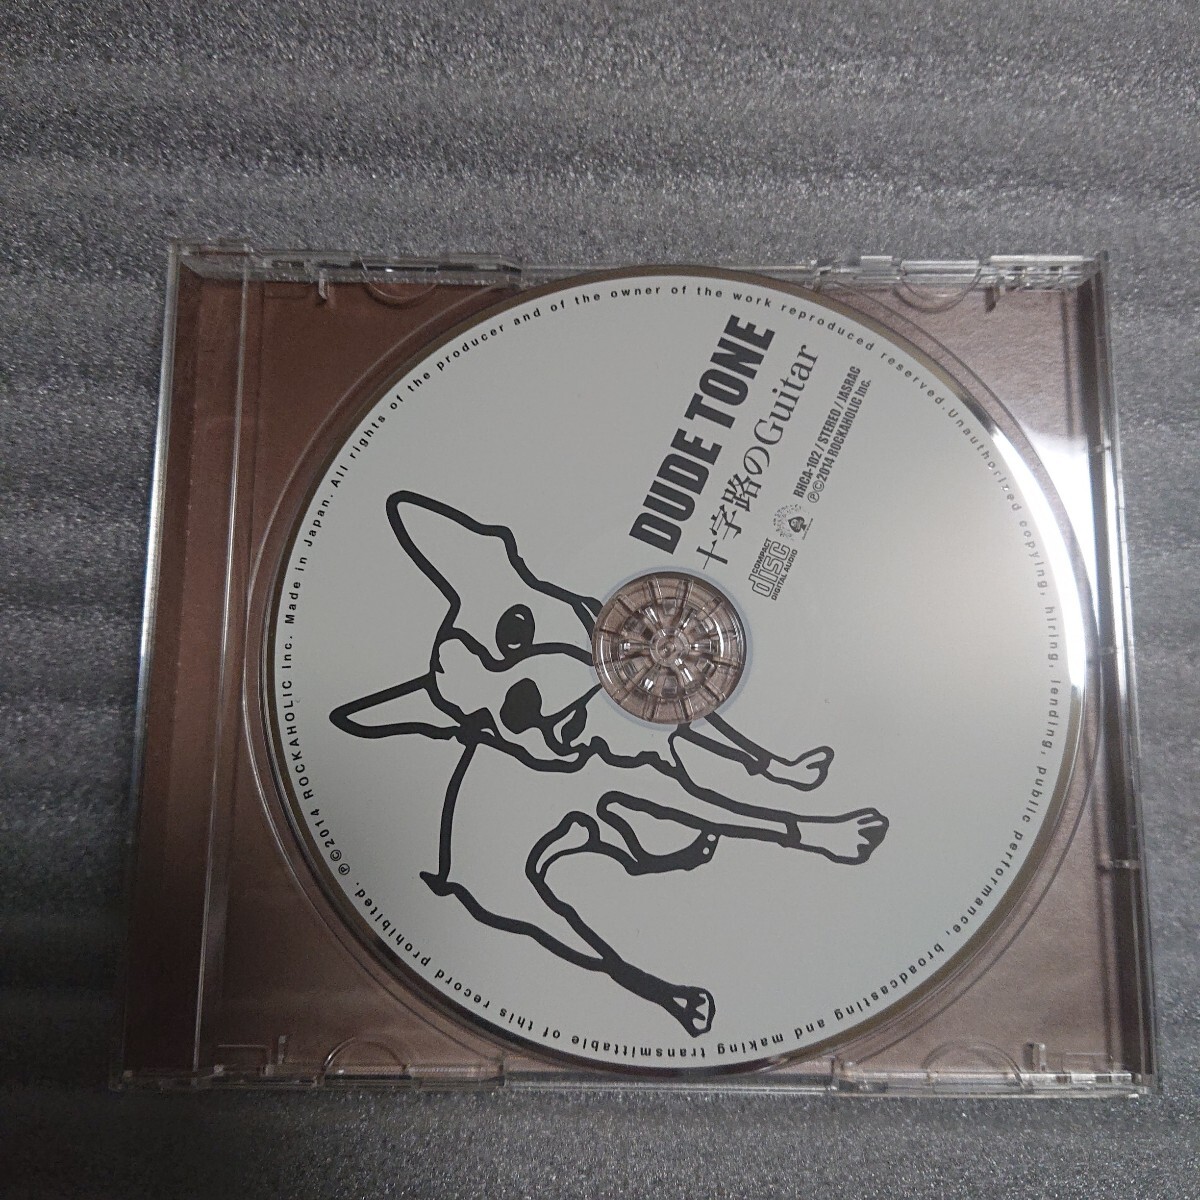 DUDE TONE
十字路のGuitar
RHCA-102 / STEREO / JASRAC
Ⓟ©2014 ROCKAHOLIC Inc.
COMPACT
disc
DIGITAL AUDIO
Ⓟ©2014 ROCKAHOLIC Inc. Made in Japan. All rights of the producer and of the owner of the work reproduced reserved. Unauthorized copying, hiring, lending, public performance, broadcasting and making transmittable of this record prohibited.